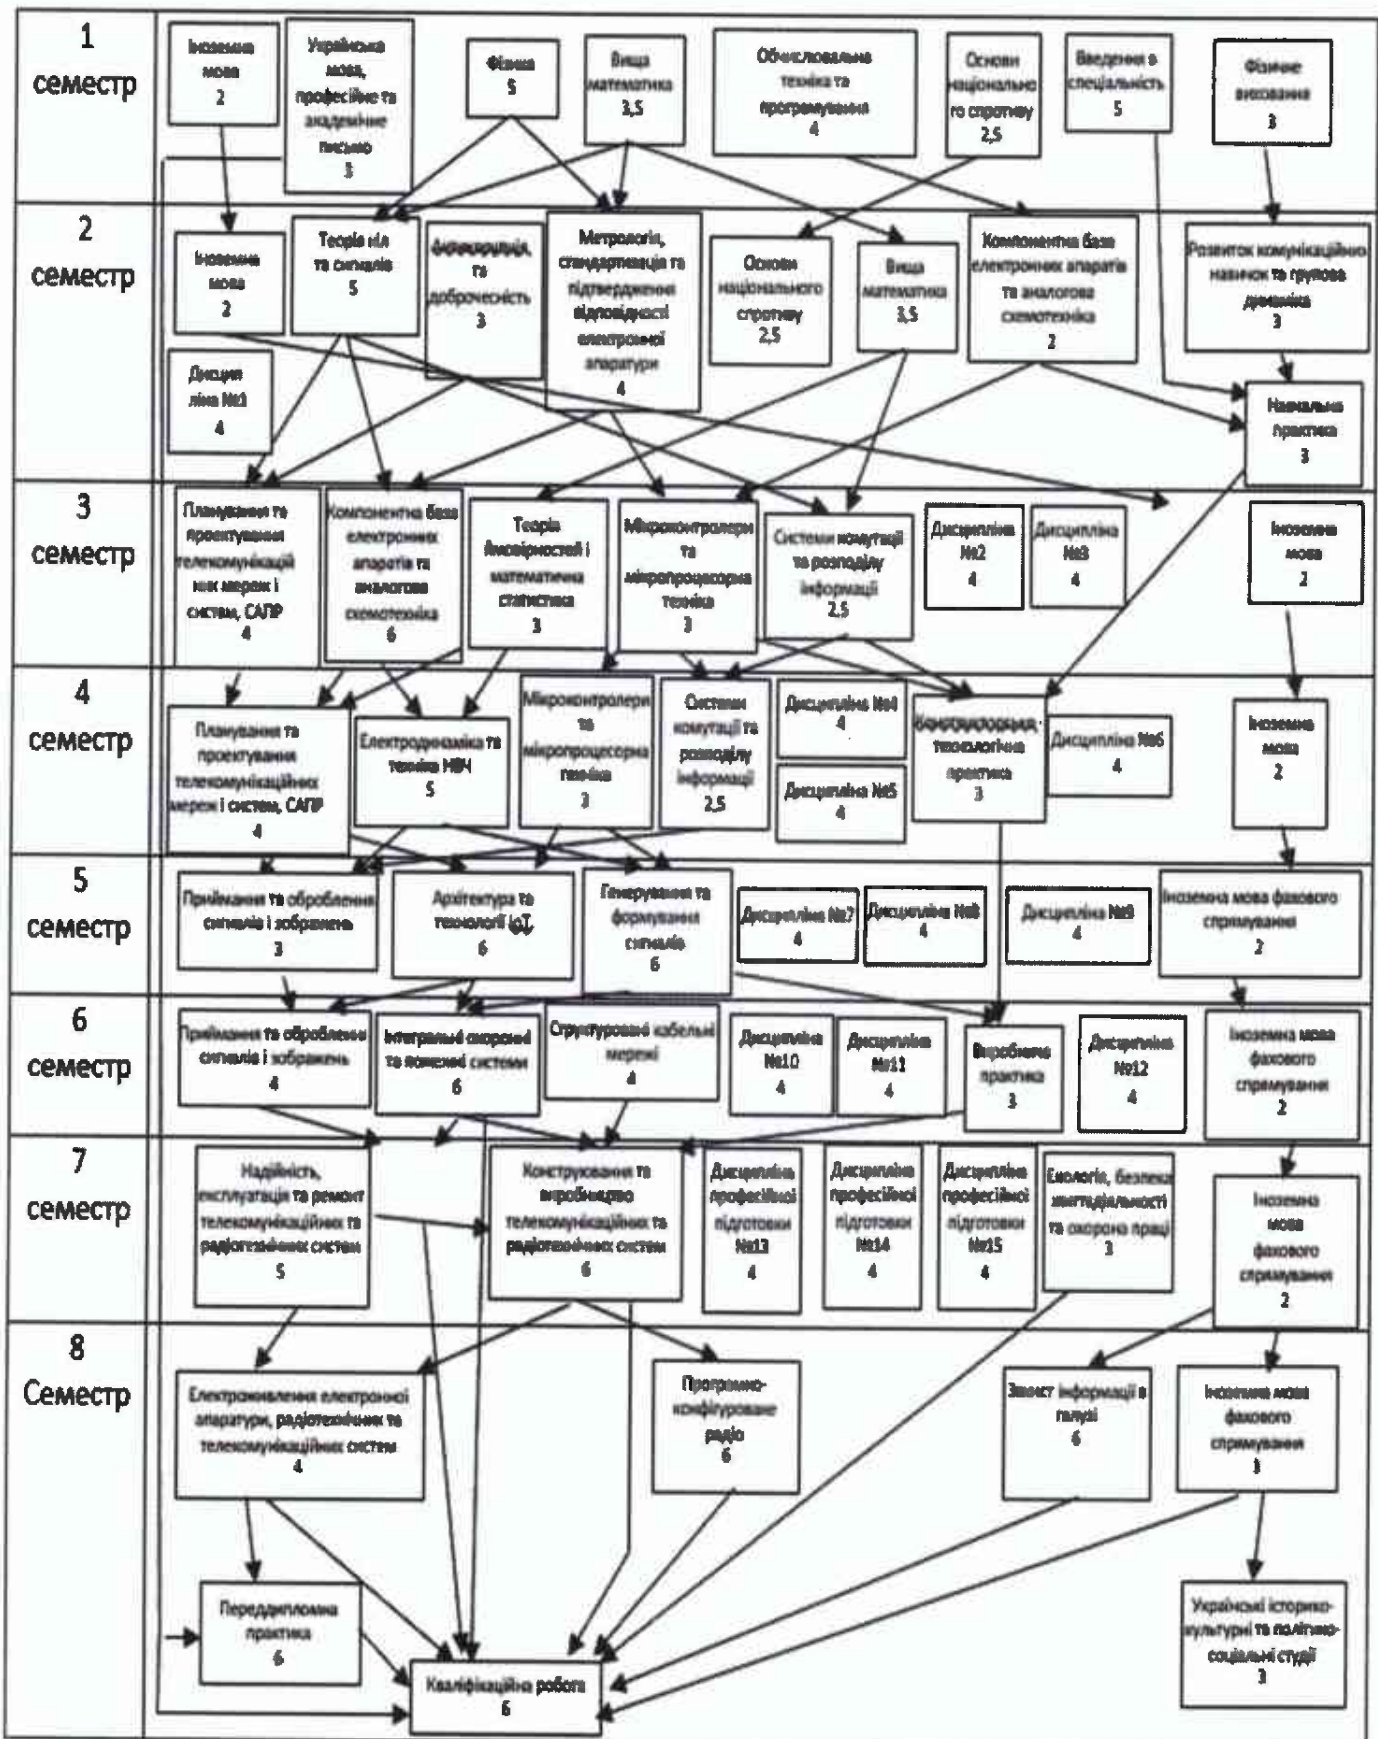 1
семестр
Іноземна
мова
2
Українська
мова,
професійне та
академічне
письмо
3
Фізика
5
Вища
математика
3,5
Обчислювальна
техніка та
програмування
4
Основи
національно
го спротиву
2,5
Введення в
спеціальність
5
Фізичне
виховання
3
2
семестр
Іноземна
мова
2
Теорія кіл
та сигналів
5
та
доброчесність
3
Метрологія,
стандартизація та
підтвердження
відповідності
електронної
апаратури
4
Основи
національного
спротиву
2,5
Вища
математика
3,5
Компонентна база
електронних апаратів
та аналогова
схемотехніка
2
Розвиток комунікаційних
навичок та групова
динаміка
3
Дисцип
ліна №1
4
Навчальна
практика
3
3
семестр
Планування та
проектування
телекомунікацій
них мереж і
систем, САПР
4
Компонентна база
електронних
апаратів та
аналогова
схемотехніка
6
Теорія
ймовірностей і
математична
статистика
3
Мікроконтролери
та
мікропроцесорна
техніка
3
Системи комутації
та розподілу
інформації
2,5
Дисципліна
№2
4
Дисципліна
№3
4
Іноземна
мова
2
4
семестр
Планування та
проектування
телекомунікаційних
мереж і систем, САПР
4
Електродинаміка та
техніка НВЧ
5
Мікроконтролери
та
мікропроцесорна
техніка
3
Системи
комутації та
розподілу
інформації
2,5
Дисципліна №4
4
Дисципліна №5
4
технологічна
практика
3
Дисципліна №6
4
Іноземна
мова
2
5
семестр
Приймання та оброблення
сигналів і зображень
3
Архітектура та
технології IoT
6
Генерування та
формування
сигналів
6
Дисципліна №7
4
Дисципліна №8
4
Дисципліна №9
4
Іноземна мова фахового
спрямування
2
6
семестр
Приймання та оброблення
сигналів і зображень
4
Інтегральні охоронні
та пожежні системи
6
Структуровані кабельні
мережі
4
Дисципліна
№10
4
Дисципліна
№11
4
Виробнича
практика
3
Дисципліна
№12
4
Іноземна мова
фахового
спрямування
2
7
семестр
Надійність,
експлуатація та ремонт
телекомунікаційних та
радіотехнічних систем
5
Конструювання та
виробництво
телекомунікаційних та
радіотехнічних систем
6
Дисципліна
професійної
підготовки
№13
4
Дисципліна
професійної
підготовки
№14
4
Дисципліна
професійної
підготовки
№15
4
Екологія, безпека
життєдіяльності
та охорона праці
3
Іноземна
мова
фахового
спрямування
2
8
Семестр
Електроживлення електронної
апаратури, радіотехнічних та
телекомунікаційних систем
4
Програмно-
конфігуроване
радіо
6
Захист інформації в
галузі
6
Іноземна мова
фахового
спрямування
3
Переддипломна
практика
6
Кваліфікаційна робота
6
Українські історико-
культурні та політико-
соціальні студії
3